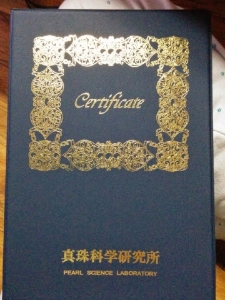 Certificate
真珠科学研究所
PEARL SCIENCE LABORATORY